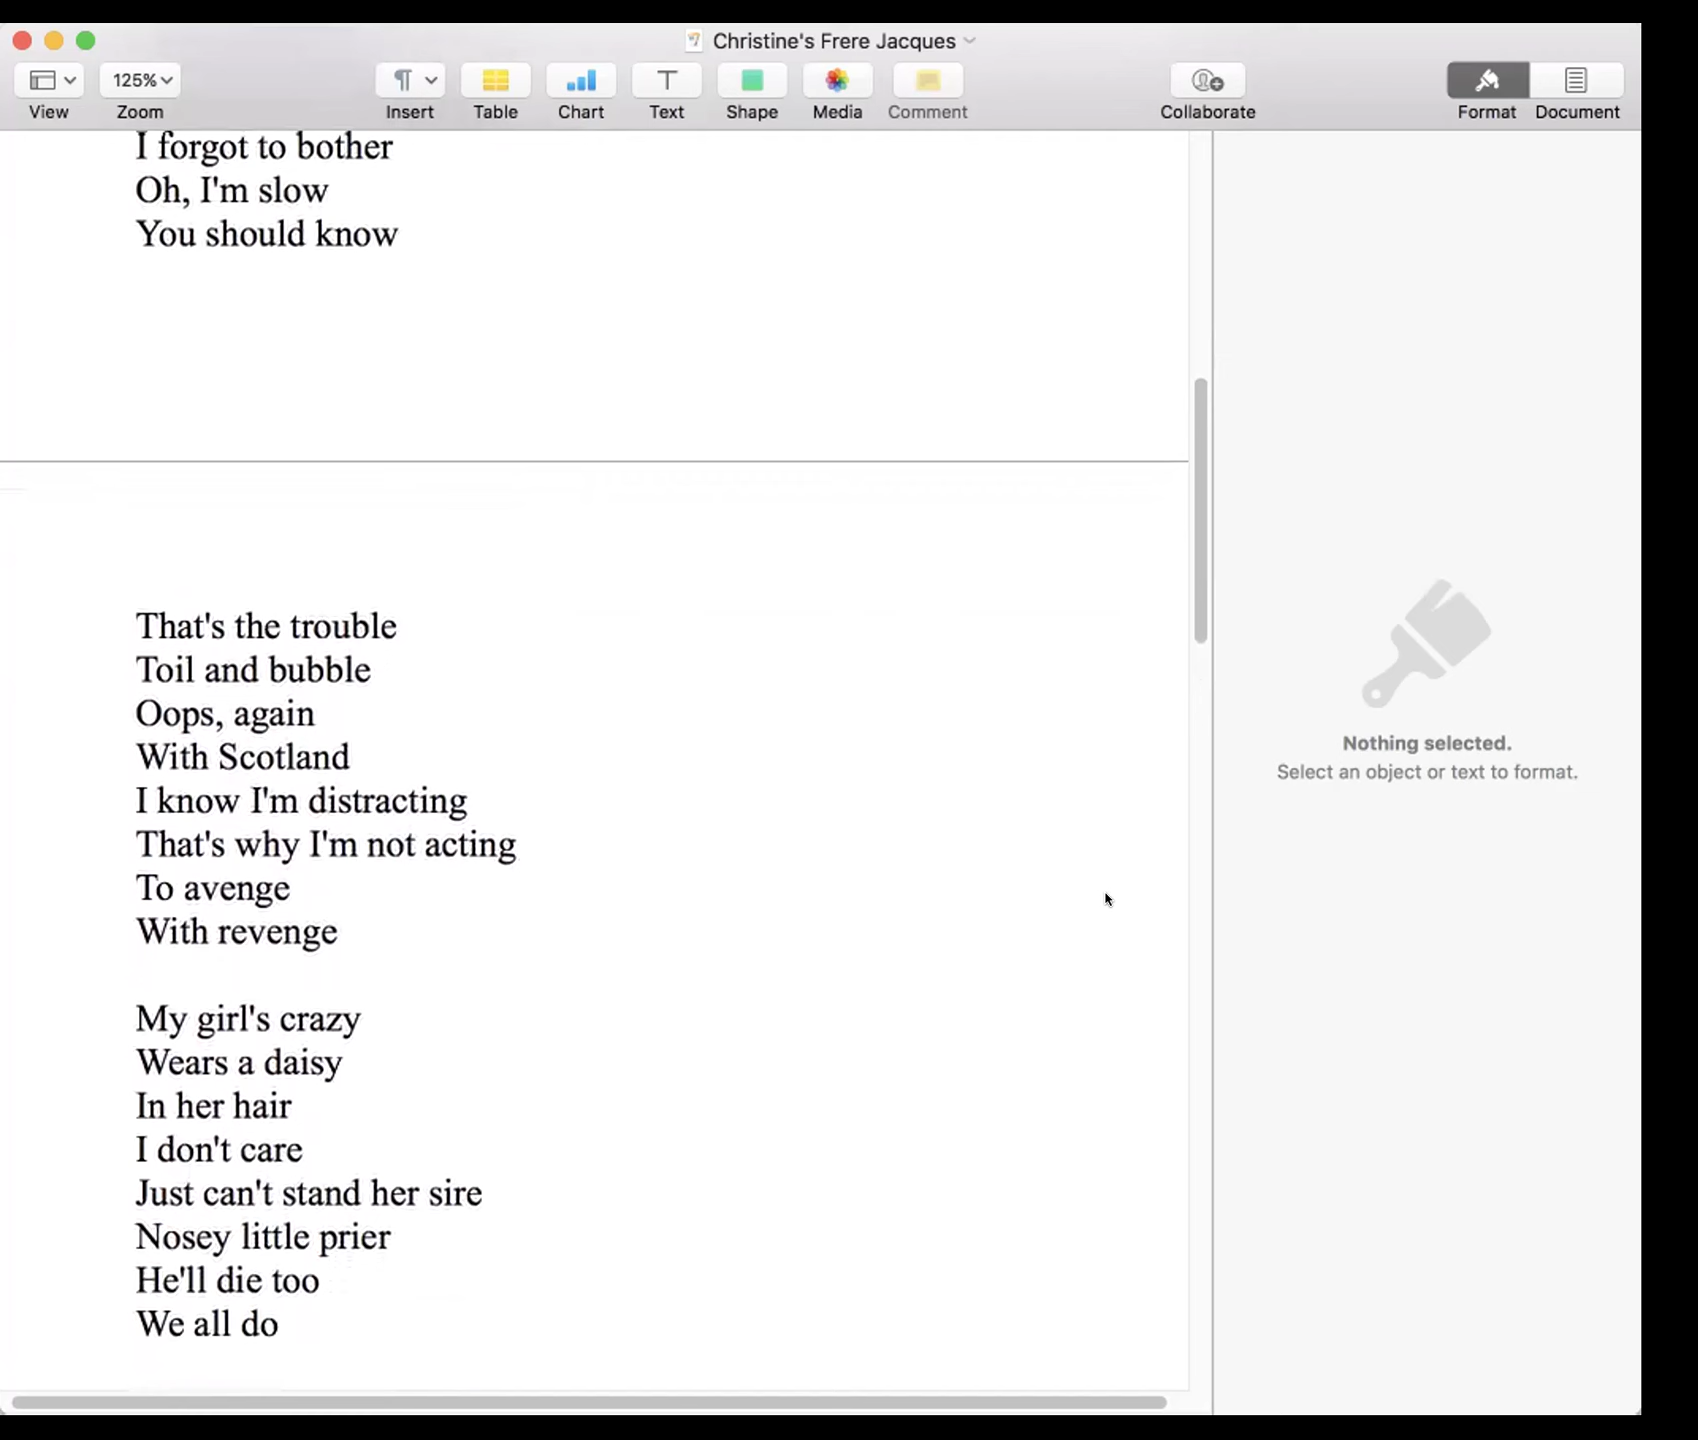 Christine's Frere Jacques
125%
View
Zoom
Insert
Table
Chart
Text
Shape
Media
Comment
Collaborate
Format
Document
I forgot to bother
Oh, I'm slow
You should know
That's the trouble
Toil and bubble
Oops, again
With Scotland
I know I'm distracting
That's why I'm not acting
To avenge
With revenge
My girl's crazy
Wears a daisy
In her hair
I don't care
Just can't stand her sire
Nosey little prier
He'll die too
We all do
Nothing selected.
Select an object or text to format.